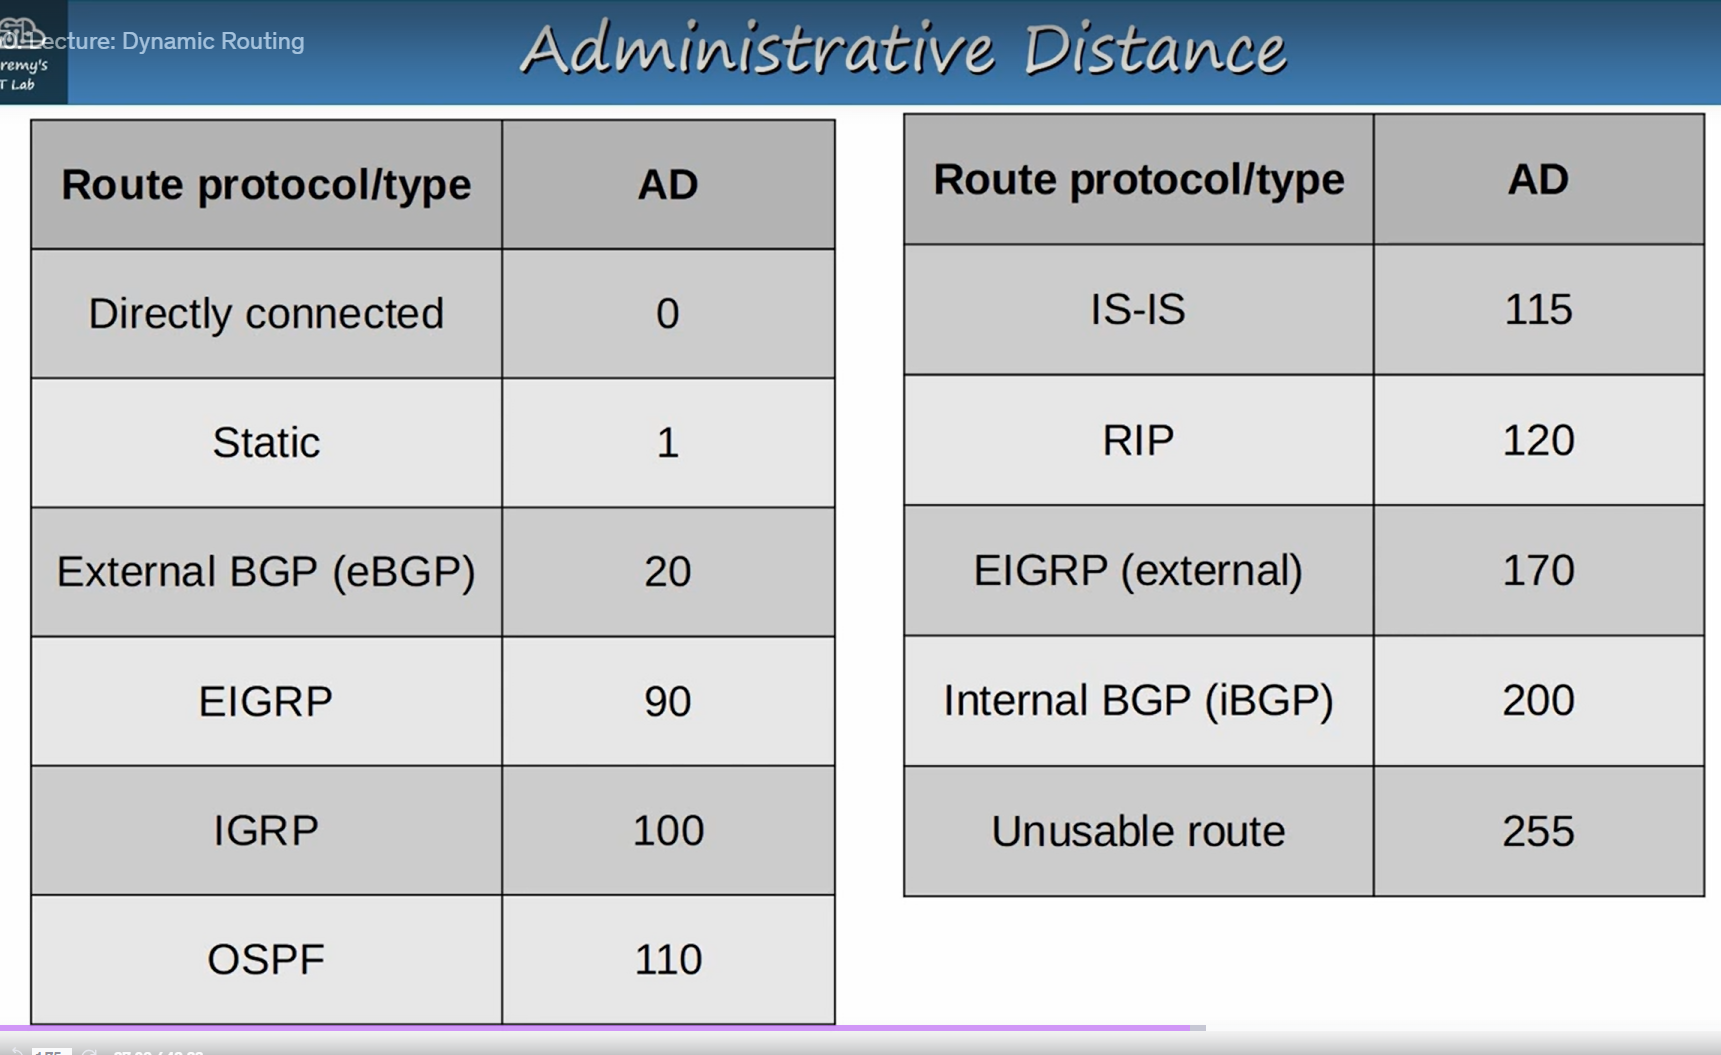 Lecture: Dynamic Routing
Administrative Distance
remy's
T Lab
Route protocol/type AD
Directly connected 0
Static 1
External BGP (eBGP) 20
EIGRP 90
IGRP 100
OSPF 110
Route protocol/type AD
IS-IS 115
RIP 120
EIGRP (external) 170
Internal BGP (iBGP) 200
Unusable route 255